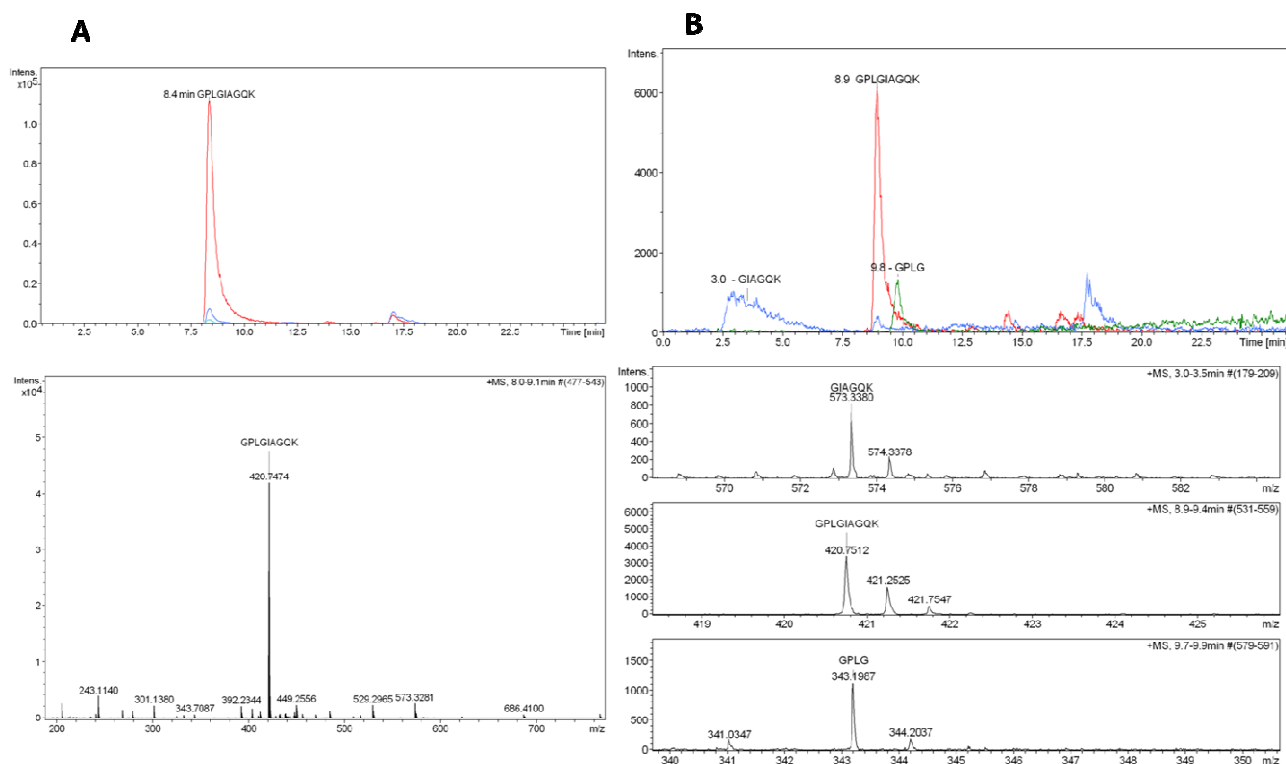 A
Intens.
x10^5
8.4 min GPLGIAGQK
1.0
0.8
0.6
0.4
0.2
0.0
2.5 5.0 7.5 10.0 12.5 15.0 17.5 20.0 22.5 Time [min]
Intens.
x10^4
+MS, 8.0-9.1min #(477-543)
GPLGIAGQK
420.7474
5
4
3
2
1
0
243.1140
301.1380
343.7087
392.2344
449.2556
529.2965
573.3281
686.4100
200 300 400 500 600 700 m/z
B
Intens.
8.9 GPLGIAGQK
6000
4000
2000
0
3.0 - GIAGQK
9.8 - GPLG
0.0 2.5 5.0 7.5 10.0 12.5 15.0 17.5 20.0 22.5 Time [min]
Intens.
+MS, 3.0-3.5min #(179-209)
GIAGQK
573.3380
574.3378
1000
800
600
400
200
0
570 572 574 576 578 580 582 m/z
+MS, 8.9-9.4min #(531-559)
GPLGIAGQK
420.7512
421.2525
421.7547
6000
5000
4000
3000
2000
1000
0
419 420 421 422 423 424 425 m/z
+MS, 9.7-9.9min #(579-591)
GPLG
343.1987
341.0347
344.2037
1500
1000
500
0
340 341 342 343 344 345 346 347 348 349 350 m/z